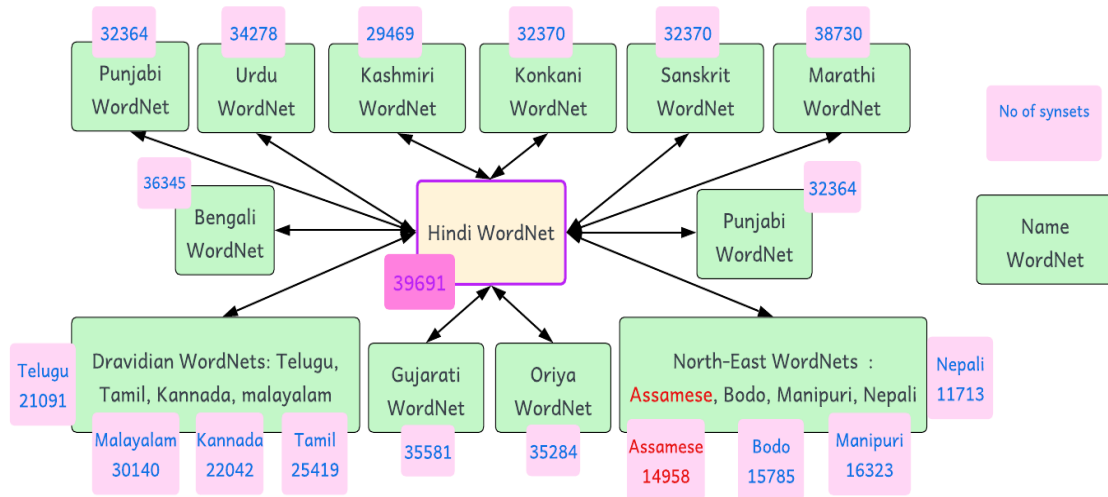 32364
34278
29469
32370
32370
38730
Punjabi
WordNet
Urdu
WordNet
Kashmiri
WordNet
Konkani
WordNet
Sanskrit
WordNet
Marathi
WordNet
No of synsets
36345
Bengali
WordNet
Hindi WordNet
39691
32364
Punjabi
WordNet
Name
WordNet
Dravidian WordNets: Telugu,
Tamil, Kannada, malayalam
Telugu
21091
Malayalam
30140
Kannada
22042
Tamil
25419
Gujarati
WordNet
35581
Oriya
WordNet
35284
North-East WordNets :
Assamese, Bodo, Manipuri, Nepali
Nepali
11713
Assamese
14958
Bodo
15785
Manipuri
16323